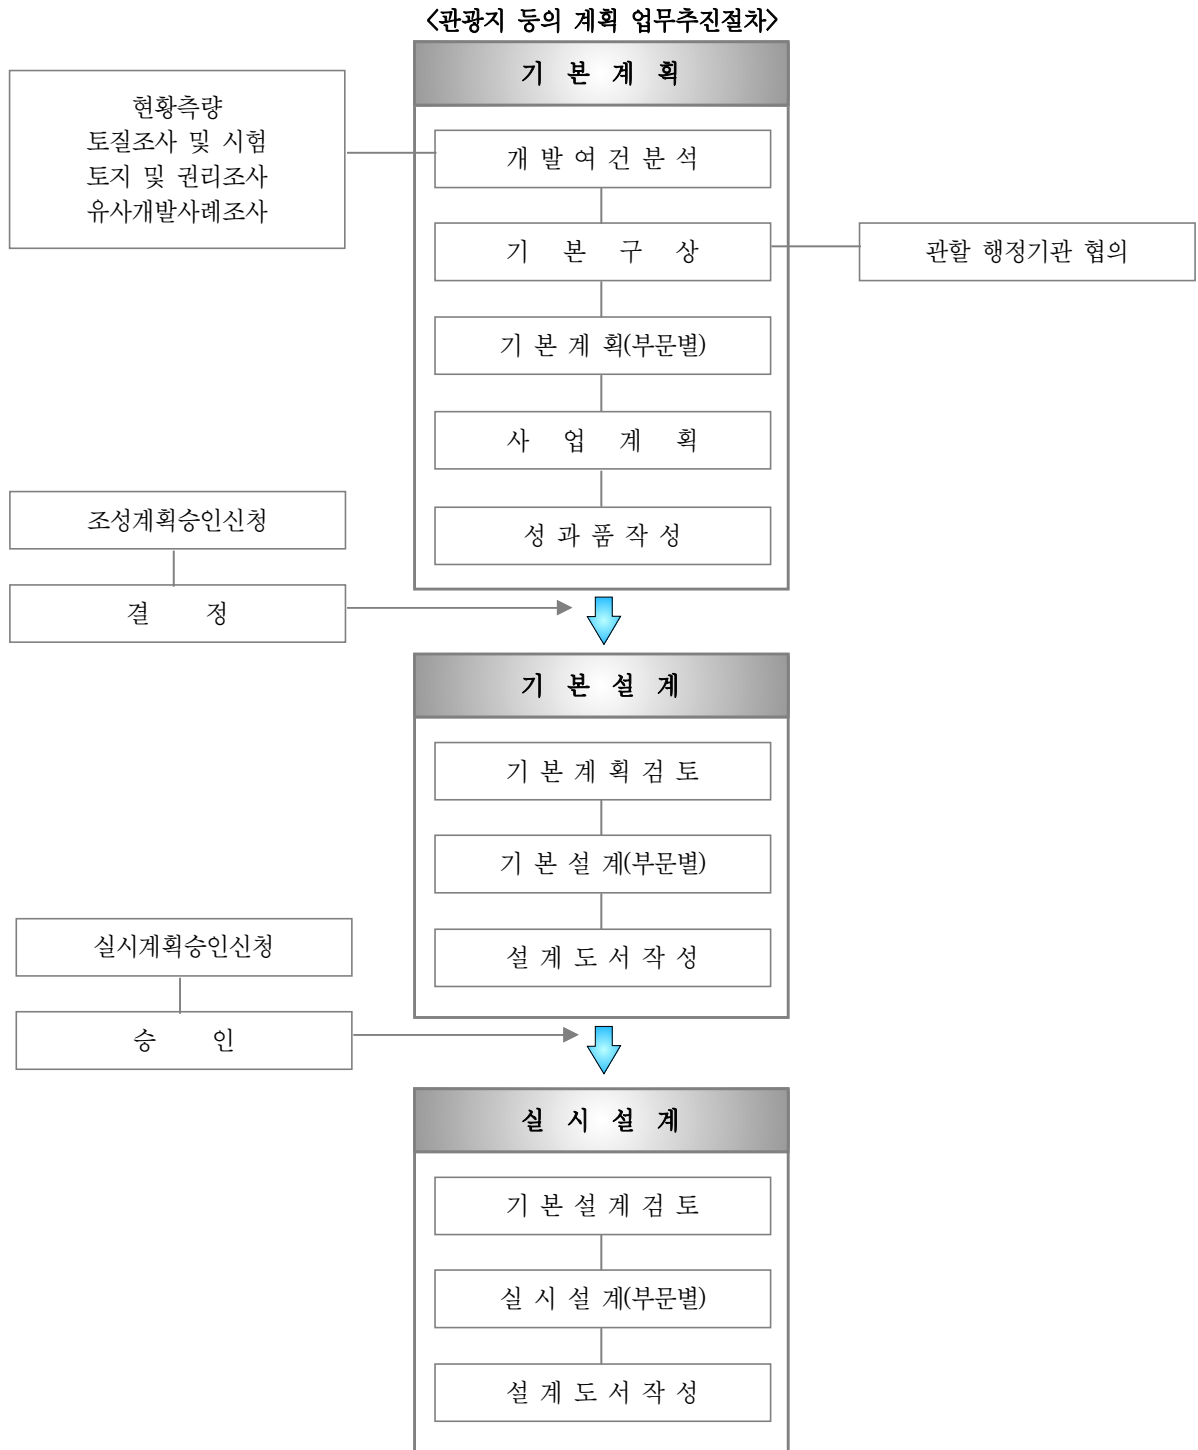 <관광지 등의 계획 업무추진절차>
기 본 계 획
현황측량
토질조사 및 시험
토지 및 권리조사
유사개발사례조사
개 발 여 건 분 석
기 본 구 상
관할 행정기관 협의
기 본 계 획(부문별)
사 업 계 획
성 과 품 작 성
조성계획승인신청
결 정
기 본 설 계
기 본 계 획 검 토
기 본 설 계(부문별)
설 계 도 서 작 성
실시계획승인신청
승 인
실 시 설 계
기 본 설 계 검 토
실 시 설 계(부문별)
설 계 도 서 작 성